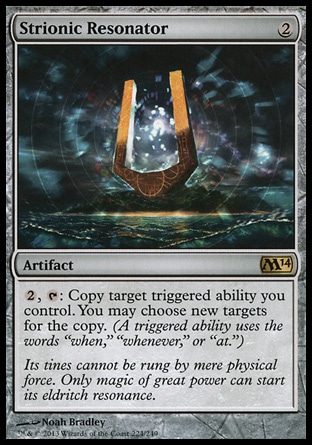 Strionic Resonator 2
Artifact M14
2, T: Copy target triggered ability you
control. You may choose new targets
for the copy. (A triggered ability uses the
words “when,” “whenever,” or “at.”)
Its tines cannot be rung by mere physical
force. Only magic of great power can start
its eldritch resonance.
Noah Bradley
™ & © 2013 Wizards of the Coast 224/249